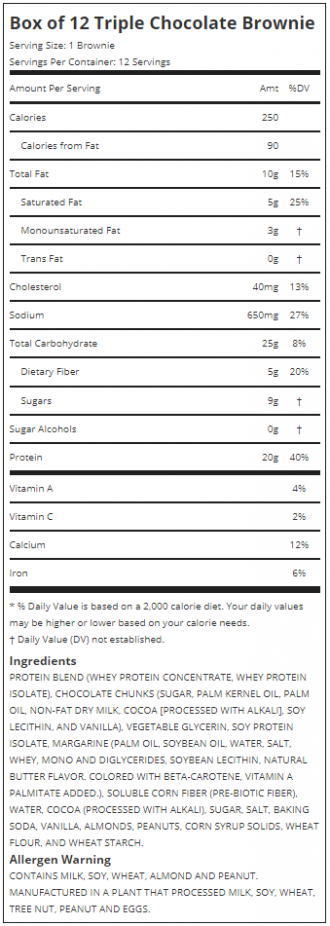 Box of 12 Triple Chocolate Brownie
Serving Size: 1 Brownie
Servings Per Container: 12 Servings
Amount Per Serving Amt %DV
Calories 250
Calories from Fat 90
Total Fat 10g 15%
Saturated Fat 5g 25%
Monounsaturated Fat 3g †
Trans Fat 0g †
Cholesterol 40mg 13%
Sodium 650mg 27%
Total Carbohydrate 25g 8%
Dietary Fiber 5g 20%
Sugars 9g †
Sugar Alcohols 0g †
Protein 20g 40%
Vitamin A 4%
Vitamin C 2%
Calcium 12%
Iron 6%
* % Daily Value is based on a 2,000 calorie diet. Your daily values
may be higher or lower based on your calorie needs.
† Daily Value (DV) not established.
Ingredients
PROTEIN BLEND (WHEY PROTEIN CONCENTRATE, WHEY PROTEIN
ISOLATE), CHOCOLATE CHUNKS (SUGAR, PALM KERNEL OIL, PALM
OIL, NON-FAT DRY MILK, COCOA [PROCESSED WITH ALKALI], SOY
LECITHIN, AND VANILLA), VEGETABLE GLYCERIN, SOY PROTEIN
ISOLATE, MARGARINE (PALM OIL, SOYBEAN OIL, WATER, SALT,
WHEY, MONO AND DIGLYCERIDES, SOYBEAN LECITHIN, NATURAL
BUTTER FLAVOR. COLORED WITH BETA-CAROTENE, VITAMIN A
PALMITATE ADDED.), SOLUBLE CORN FIBER (PRE-BIOTIC FIBER),
WATER, COCOA (PROCESSED WITH ALKALI), SUGAR, SALT, BAKING
SODA, VANILLA, ALMONDS, PEANUTS, CORN SYRUP SOLIDS, WHEAT
FLOUR, AND WHEAT STARCH.
Allergen Warning
CONTAINS MILK, SOY, WHEAT, ALMOND AND PEANUT.
MANUFACTURED IN A PLANT THAT PROCESSED MILK, SOY, WHEAT,
TREE NUT, PEANUT AND EGGS.